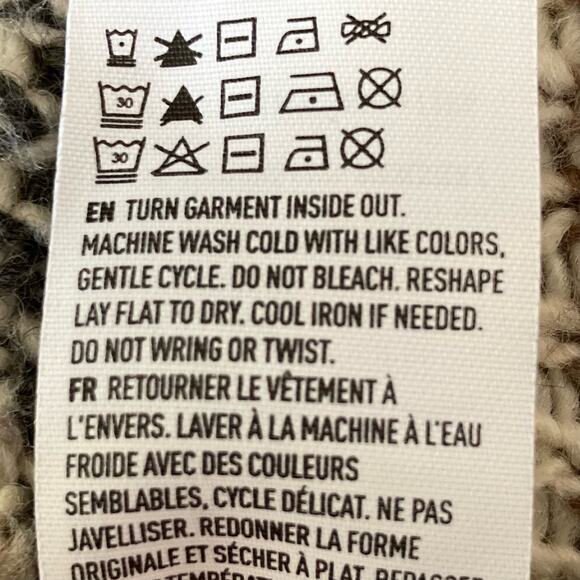 30
30
EN TURN GARMENT INSIDE OUT.
MACHINE WASH COLD WITH LIKE COLORS,
GENTLE CYCLE. DO NOT BLEACH. RESHAPE
LAY FLAT TO DRY. COOL IRON IF NEEDED.
DO NOT WRING OR TWIST.
FR RETOURNER LE VÊTEMENT À
L'ENVERS. LAVER À LA MACHINE À L'EAU
FROIDE AVEC DES COULEURS
SEMBLABLES, CYCLE DÉLICAT. NE PAS
JAVELLISER. REDONNER LA FORME
ORIGINALE ET SÉCHER À PLAT.